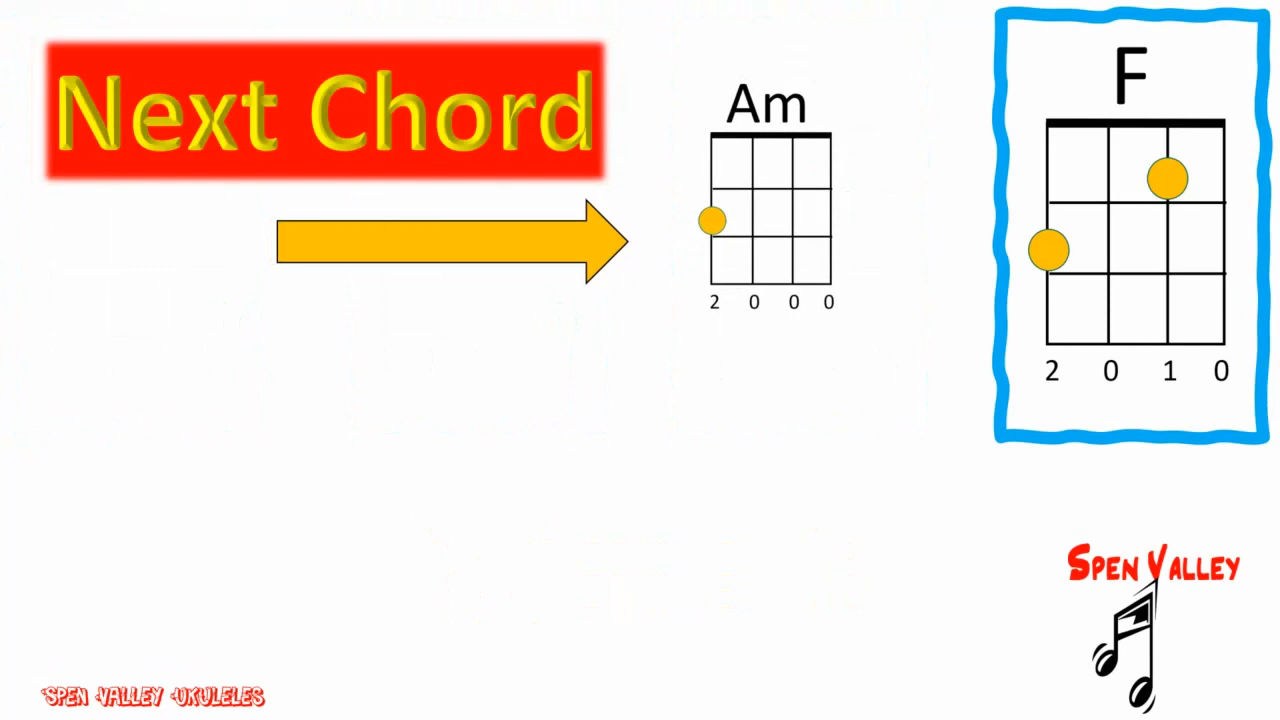 Next Chord
Am
2 0 0 0
F
2 0 1 0
SPEN VALLEY
SPEN VALLEY UKULELES